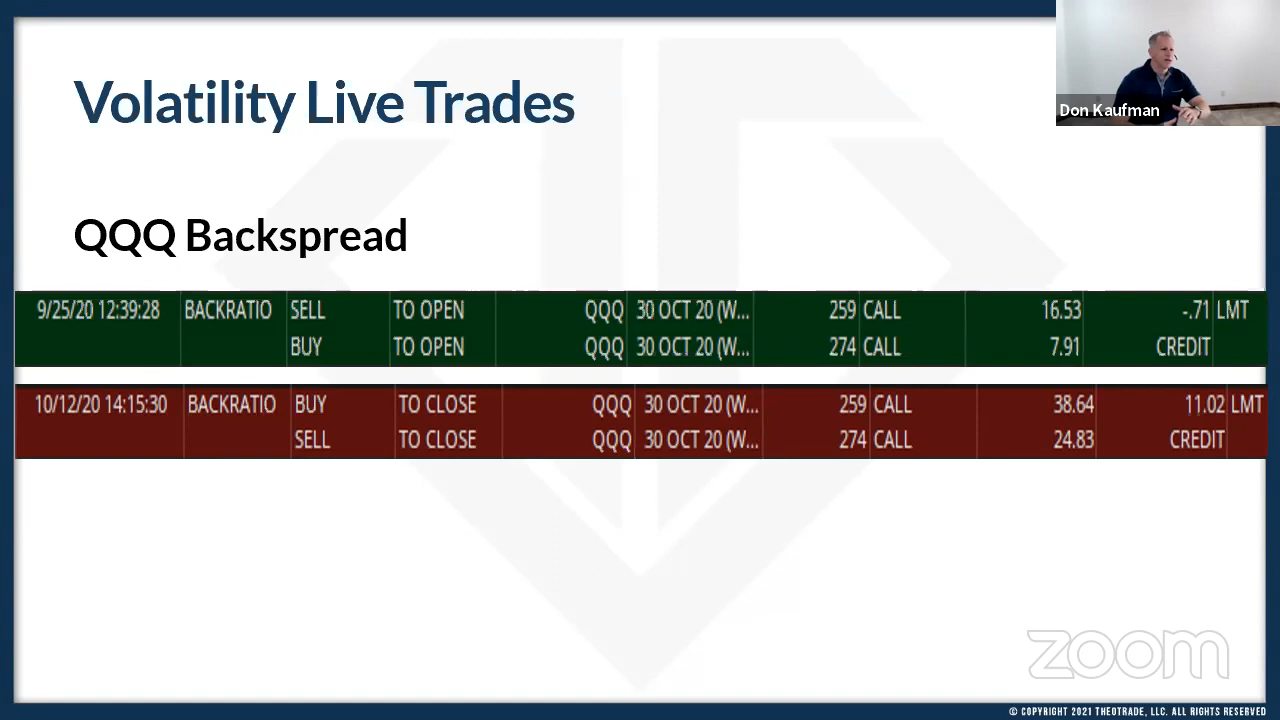 Volatility Live Trades
Don Kaufman
QQQ Backspread
9/25/20 12:39:28 BACKRATIO SELL TO OPEN QQQ 30 OCT 20 (W... 259 CALL 16.53 -.71 LMT
BUY TO OPEN QQQ 30 OCT 20 (W... 274 CALL 7.91 CREDIT
10/12/20 14:15:30 BACKRATIO BUY TO CLOSE QQQ 30 OCT 20 (W... 259 CALL 38.64 11.02 LMT
SELL TO CLOSE QQQ 30 OCT 20 (W... 274 CALL 24.83 CREDIT
zoom
© COPYRIGHT 2021 THEOTRADE, LLC. ALL RIGHTS RESERVED